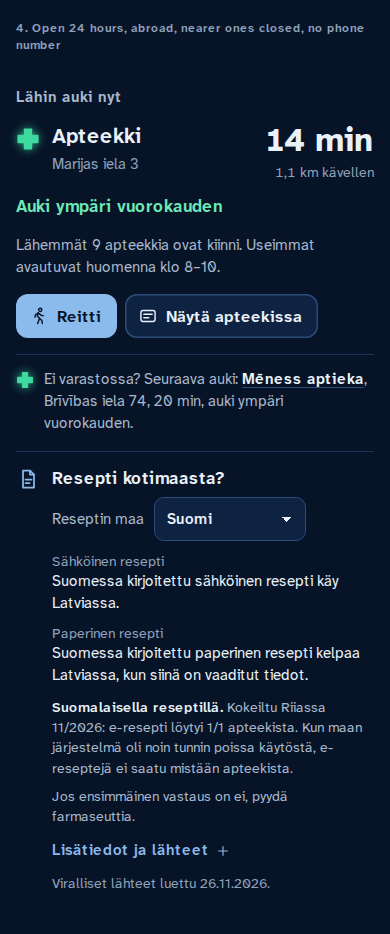 4. Open 24 hours, abroad, nearer ones closed, no phone
number
Lähin auki nyt
Apteekki
14 min
Marijas iela 3
1,1 km kävellen
Auki ympäri vuorokauden
Lähemmät 9 apteekkia ovat kiinni. Useimmat
avautuvat huomenna klo 8–10.
Reitti
Näytä apteekissa
Ei varastossa? Seuraava auki: Mēness aptieka,
Brīvības iela 74, 20 min, auki ympäri
vuorokauden.
Resepti kotimaasta?
Reseptin maa
Suomi
Sähköinen resepti
Suomessa kirjoitettu sähköinen resepti käy
Latviassa.
Paperinen resepti
Suomessa kirjoitettu paperinen resepti kelpaa
Latviassa, kun siinä on vaaditut tiedot.
Suomalaisella reseptillä. Kokeiltu Riiassa
11/2026: e-resepti löytyi 1/1 apteekista. Kun maan
järjestelmä oli noin tunnin poissa käytöstä, e-
reseptejä ei saatu mistään apteekista.
Jos ensimmäinen vastaus on ei, pyydä
farmaseuttia.
Lisätiedot ja lähteet +
Viralliset lähteet luettu 26.11.2026.